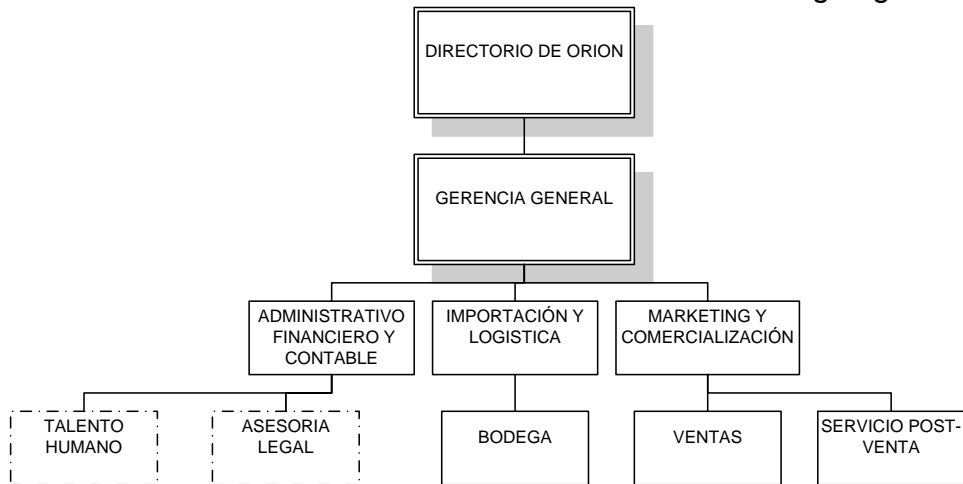 DIRECTORIO DE ORION
GERENCIA GENERAL
ADMINISTRATIVO
FINANCIERO Y
CONTABLE
IMPORTACIÓN Y
LOGISTICA
MARKETING Y
COMERCIALIZACIÓN
TALENTO
HUMANO
ASESORIA
LEGAL
BODEGA
VENTAS
SERVICIO POST-
VENTA